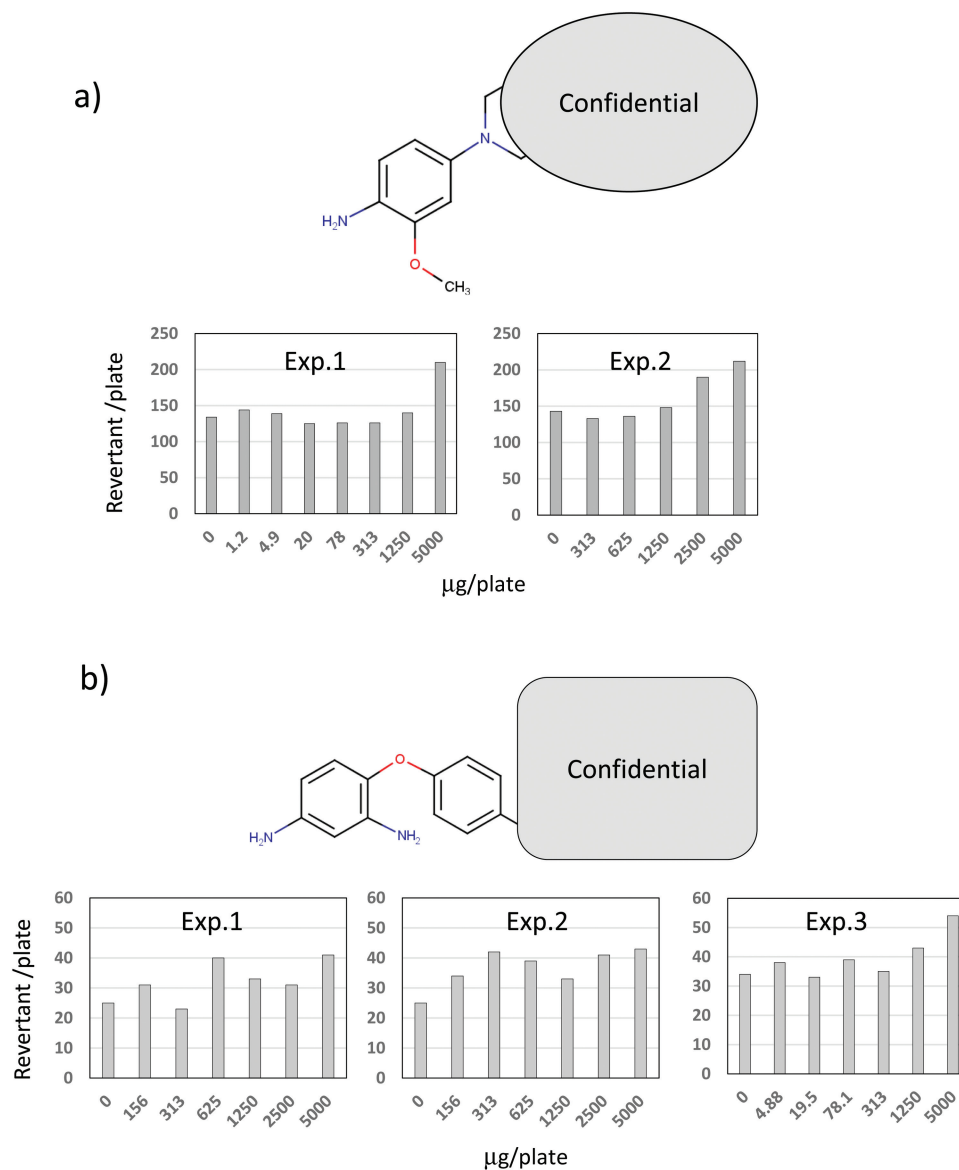 a)
Confidential
N
H₂N
O
CH₃
Revertant /plate
250
200
150
100
50
0
Exp.1
0 1.2 4.9 20 78 313 1250 5000
250
200
150
100
50
0
Exp.2
0 313 625 1250 2500 5000
μg/plate
b)
Confidential
O
H₂N
NH₂
Revertant /plate
60
50
40
30
20
10
0
Exp.1
0 156 313 625 1250 2500 5000
60
50
40
30
20
10
0
Exp.2
0 156 313 625 1250 2500 5000
60
50
40
30
20
10
0
Exp.3
0 4.88 19.5 78.1 313 1250 5000
μg/plate